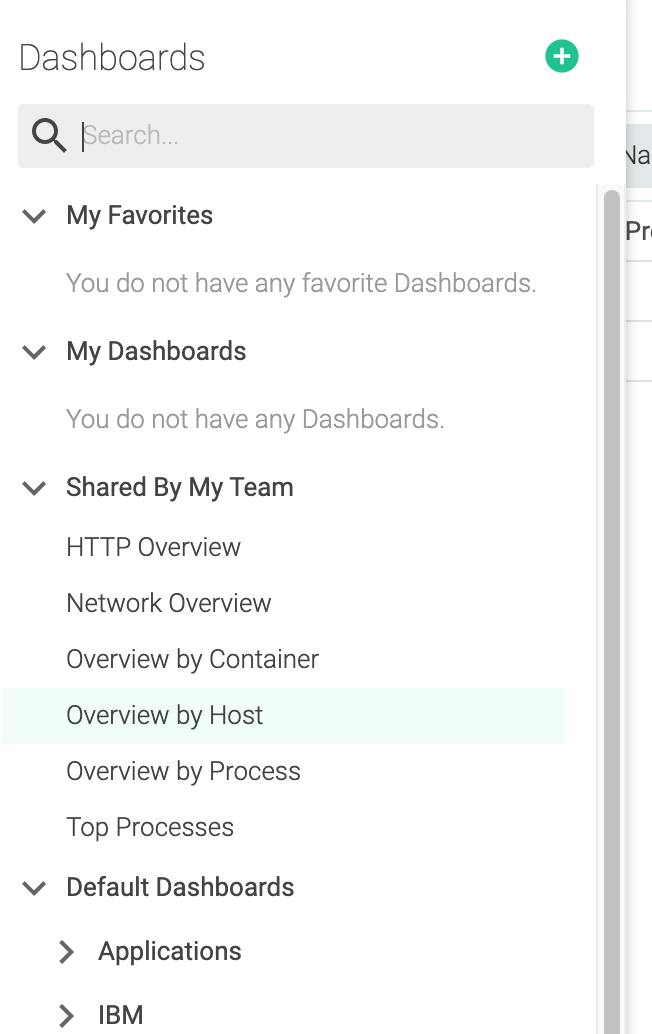 Dashboards
Search...
My Favorites
You do not have any favorite Dashboards.
My Dashboards
You do not have any Dashboards.
Shared By My Team
HTTP Overview
Network Overview
Overview by Container
Overview by Host
Overview by Process
Top Processes
Default Dashboards
Applications
IBM